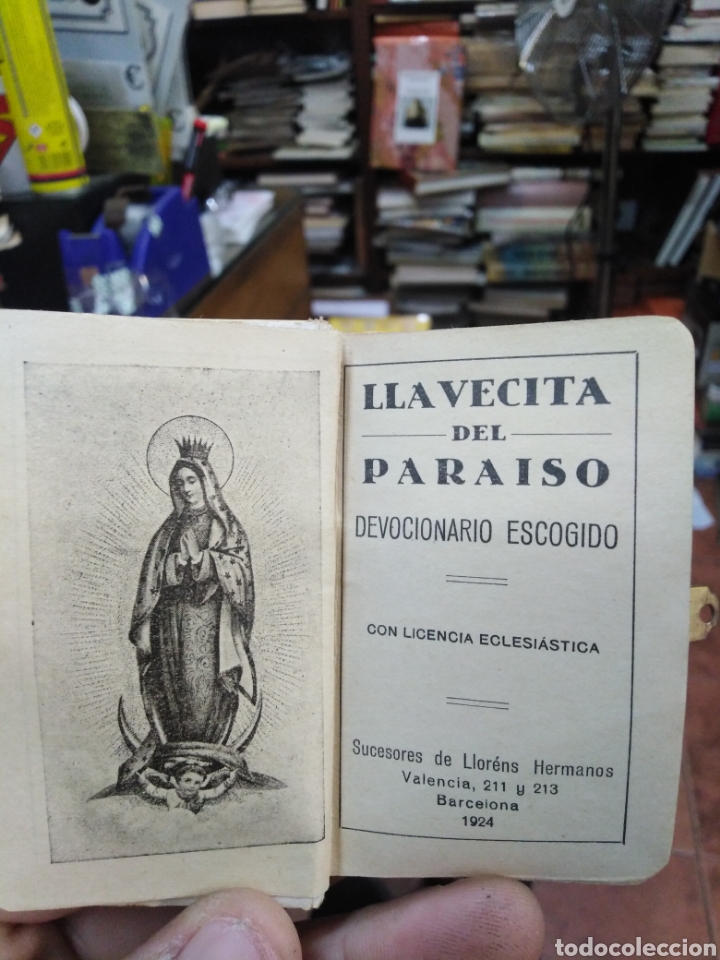 LLAVECITA
DEL
PARAISO
DEVOCIONARIO ESCOGIDO
CON LICENCIA ECLESIÁSTICA
Sucesores de Lloréns Hermanos
Valencia, 211 y 213
Barcelona
1924
todocoleccion